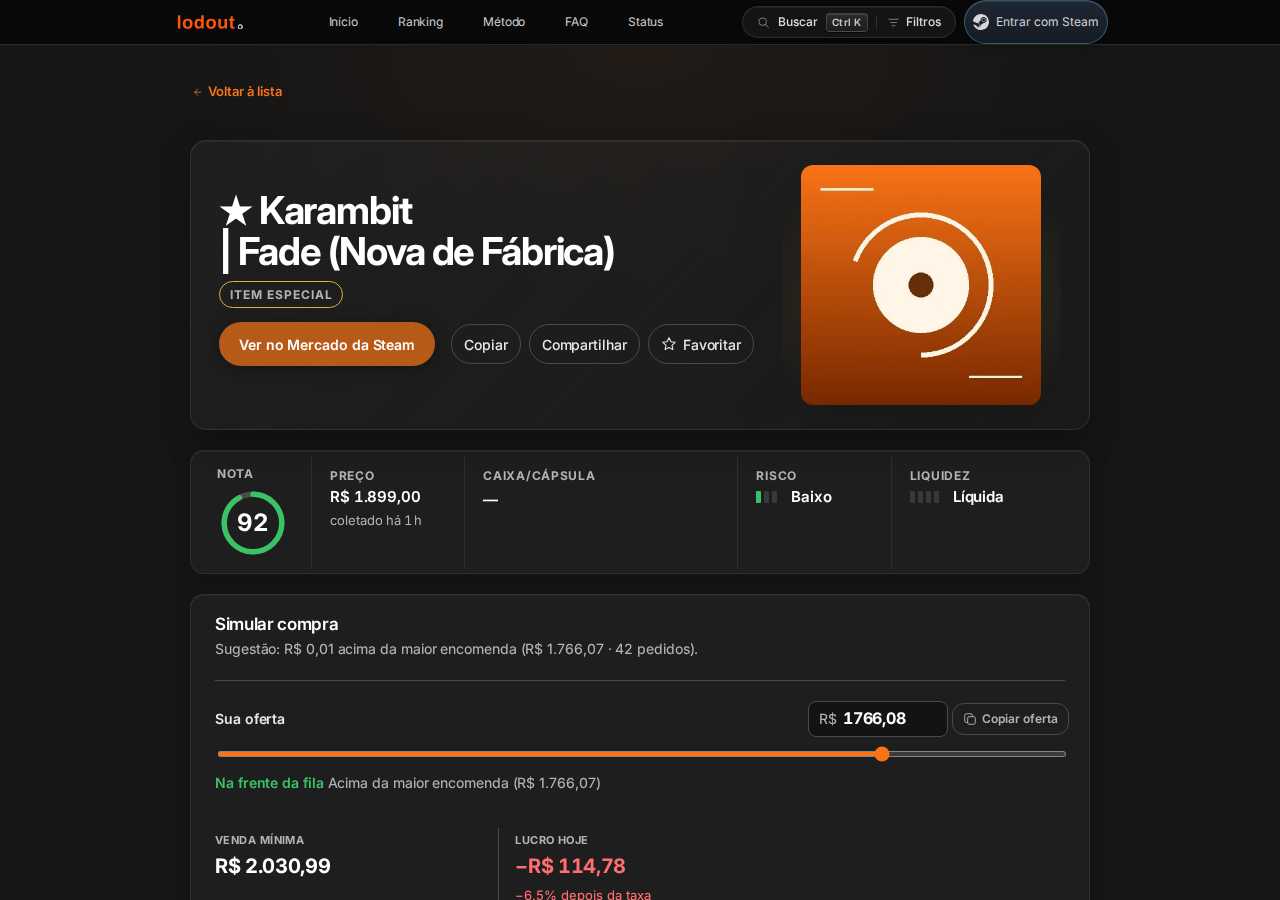 lodout
Início
Ranking
Método
FAQ
Status
Buscar
Ctrl K
Filtros
Entrar com Steam
← Voltar à lista
★ Karambit
| Fade (Nova de Fábrica)
ITEM ESPECIAL
Ver no Mercado da Steam
Copiar
Compartilhar
Favoritar
NOTA
92
PREÇO
R$ 1.899,00
coletado há 1 h
CAIXA/CÁPSULA
—
RISCO
Baixo
LIQUIDEZ
Líquida
Simular compra
Sugestão: R$ 0,01 acima da maior encomenda (R$ 1.766,07 · 42 pedidos).
Sua oferta
R$ 1766,08
Copiar oferta
Na frente da fila Acima da maior encomenda (R$ 1.766,07)
VENDA MÍNIMA
R$ 2.030,99
LUCRO HOJE
−R$ 114,78
−6,5% depois da taxa